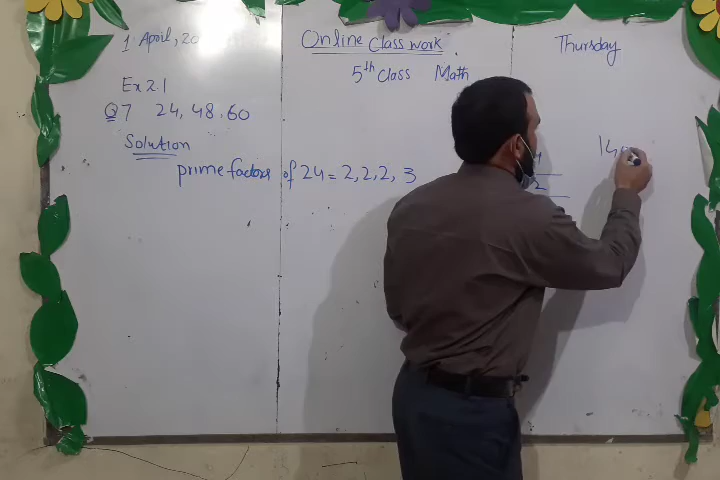 1 April, 20
Online Class work
Thursday
5th Class Math
Ex 2.1
Q7 24, 48, 60
Solution
prime factors of 24 = 2, 2, 2, 3
2